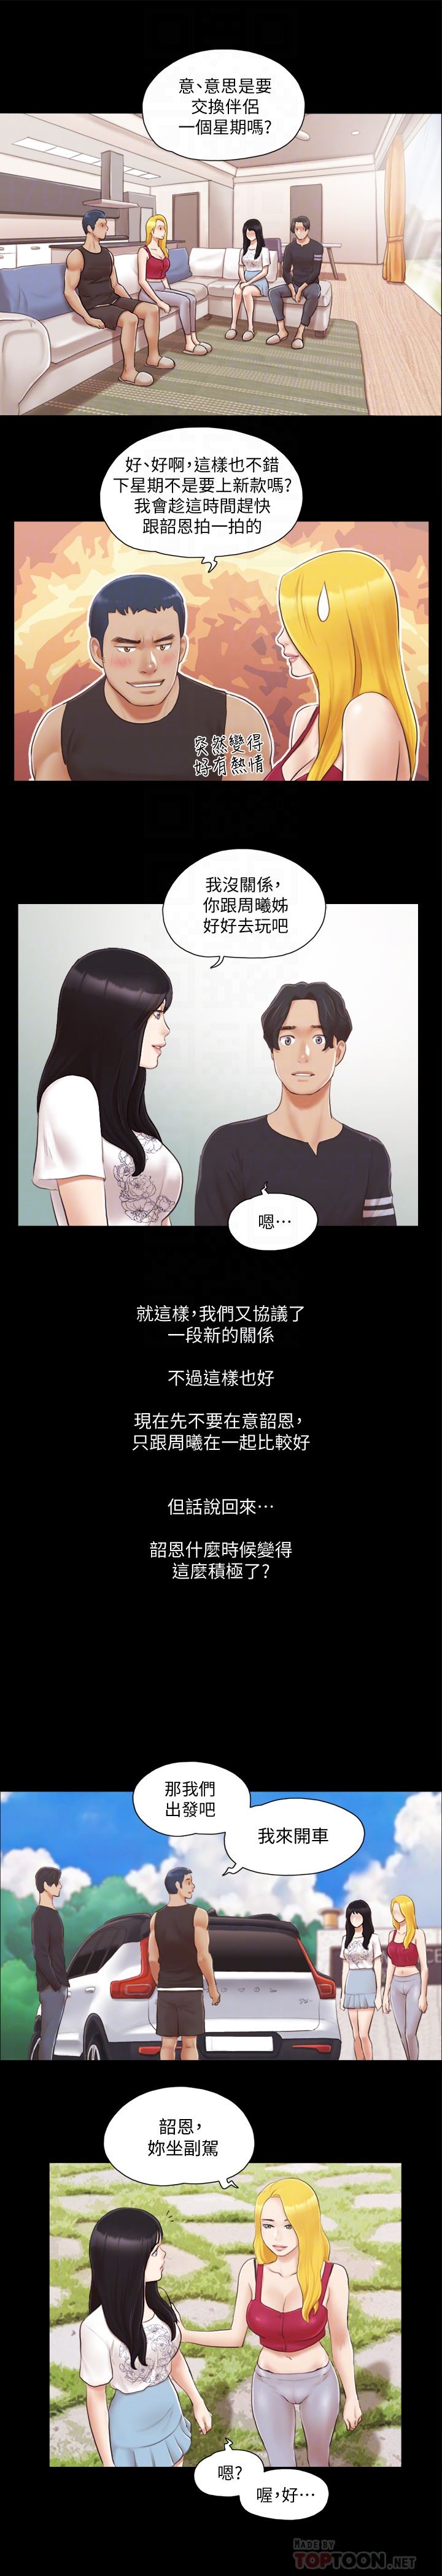 意、意思是要
交換伴侶
一個星期嗎?
好、好啊,這樣也不錯
下星期不是要上新款嗎?
我會趁這時間趕快
跟韶恩拍一拍的
突然變得
好有熱情
我沒關係,
你跟周曦姊
好好去玩吧
嗯…
就這樣,我們又協議了
一段新的關係
不過這樣也好
現在先不要在意韶恩,
只跟周曦在一起比較好
但話說回來…
韶恩什麼時候變得
這麼積極了?
那我們
出發吧
我來開車
韶恩,
妳坐副駕
嗯?
喔,好…
MADE BY
TOPTOON.NET